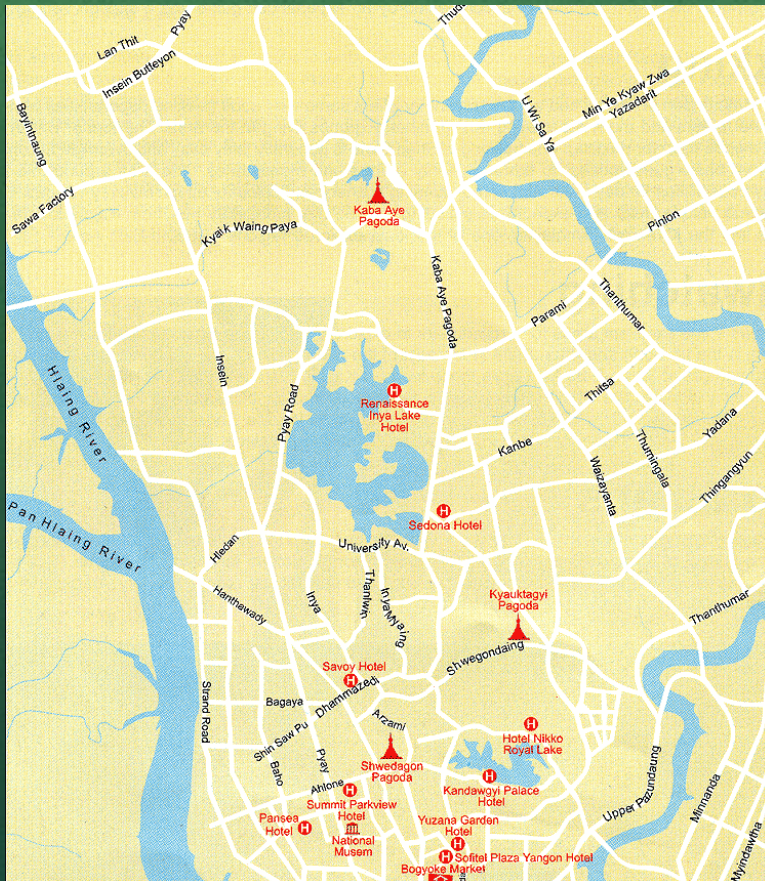 Pyay
Lan Thit
Insein Butteyon
Bayintnaung
U Wi Sa Ya
Min Ye Kyaw Zwa
Yazadarit
Sawa Factory
Kaba Aye
Pagoda
Kyaik Waing Paya
Pinlon
Kaba Aye Pagoda
Thanthumar
Parami
Insein
Hlaing River
Pyay Road
Renaissance
Inya Lake
Hotel
Thitsa
Kanbe
Yadana
Waizayanta
Thumingala
Thingangyun
Pan Hlaing River
Sedona Hotel
Hledan
University Av.
Hanthawady
Inya
Thanlwin
Inya Myaing
Kyauktagyi
Pagoda
Thanthumar
Shwegondaing
Savoy Hotel
Strand Road
Bagaya
Shin Saw Pu
Dhammazedi
Arzami
Hotel Nikko
Royal Lake
Baho
Pyay
Shwedagon
Pagoda
Ahlone
Kandawgyi Palace
Hotel
Upper Pazundaung
Minnanda
Myindawtha
Summit Parkview
Hotel
Pansea
Hotel
National
Musem
Yuzana Garden
Hotel
Sofitel Plaza Yangon Hotel
Bogyoke Market